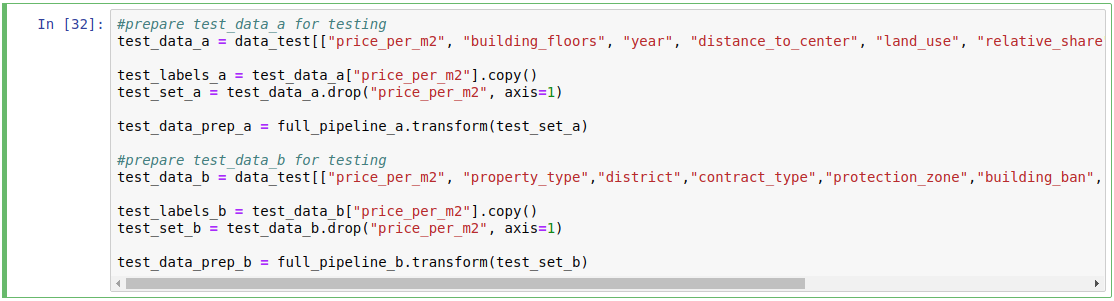 In [32]:
#prepare test_data_a for testing
test_data_a = data_test[["price_per_m2", "building_floors", "year", "distance_to_center", "land_use", "relative_share
test_labels_a = test_data_a["price_per_m2"].copy()
test_set_a = test_data_a.drop("price_per_m2", axis=1)
test_data_prep_a = full_pipeline_a.transform(test_set_a)
#prepare test_data_b for testing
test_data_b = data_test[["price_per_m2", "property_type","district","contract_type","protection_zone","building_ban",
test_labels_b = test_data_b["price_per_m2"].copy()
test_set_b = test_data_b.drop("price_per_m2", axis=1)
test_data_prep_b = full_pipeline_b.transform(test_set_b)